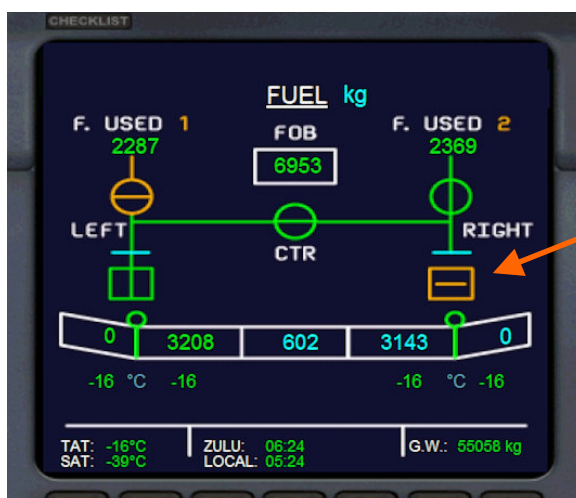 CHECKLIST
FUEL kg
F. USED 1
FOB
F. USED 2
2287
6953
2369
LEFT
RIGHT
CTR
0
3208
602
3143
0
-16 °C -16
-16 °C -16
TAT: -16°C
SAT: -39°C
ZULU: 06:24
LOCAL: 05:24
G.W.: 55058 kg